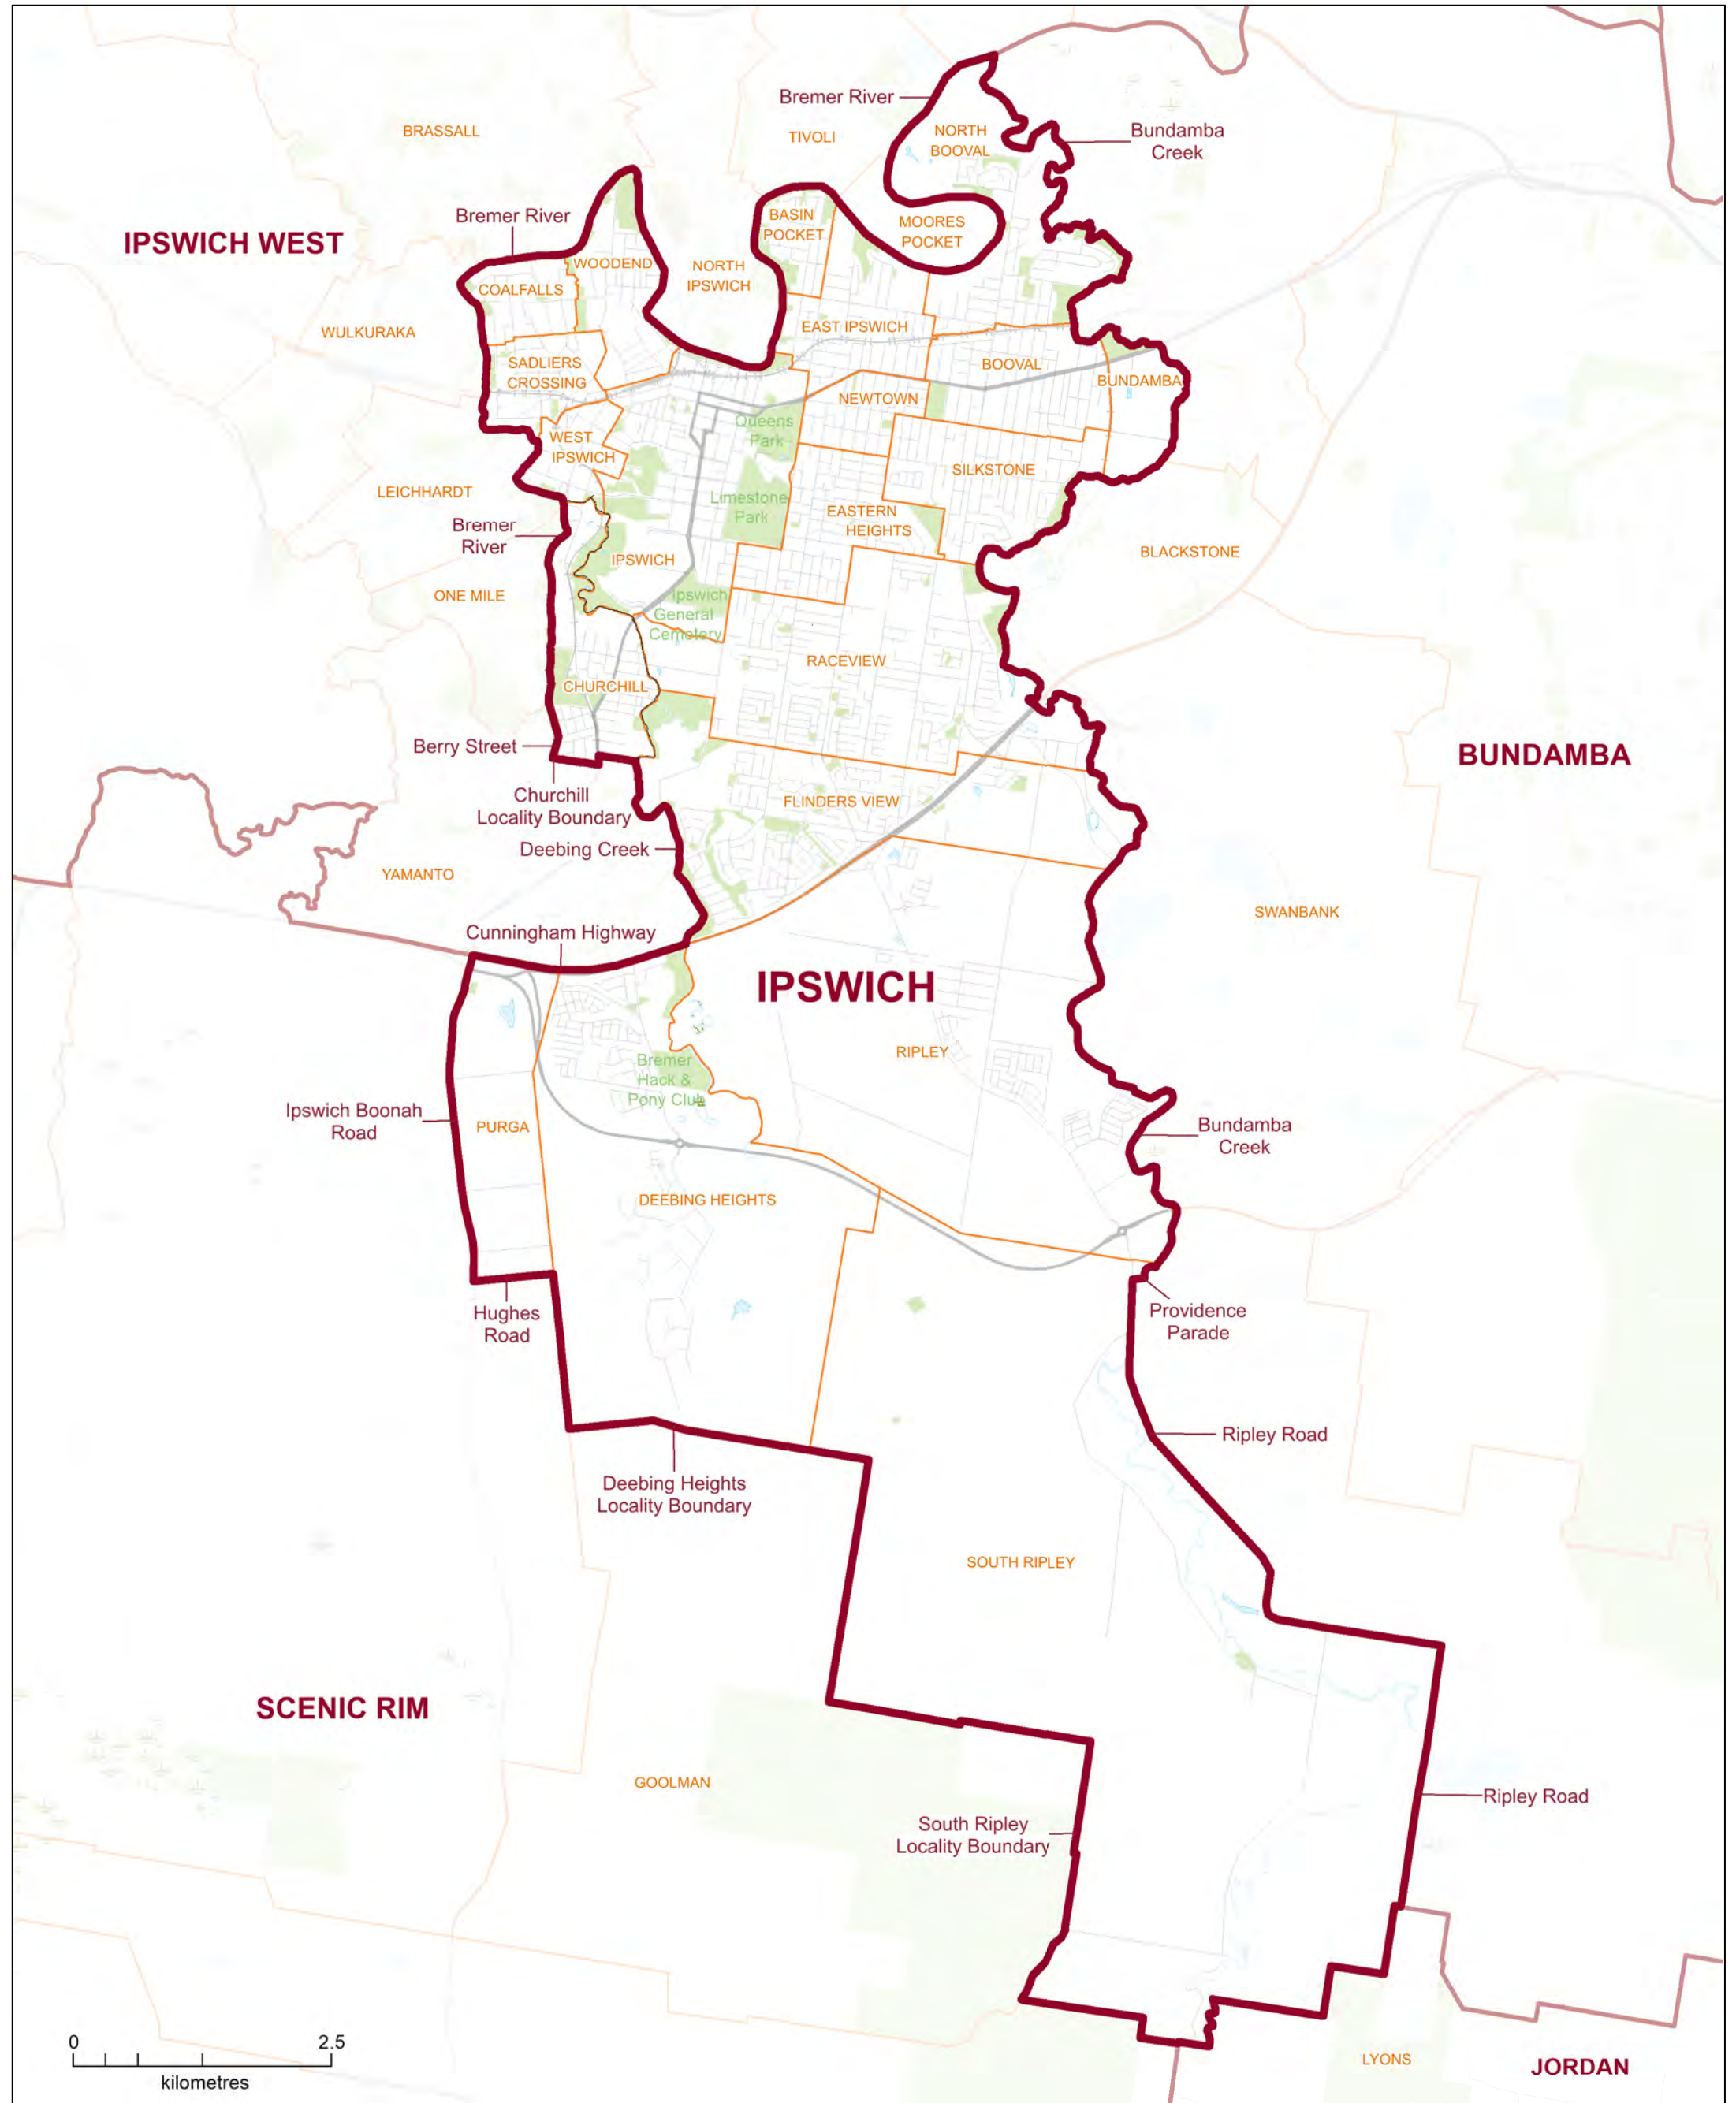 Bremer River
BRASSALL
TIVOLI
NORTH
BOOVAL
Bundamba
Creek
Bremer River
BASIN
POCKET
MOORES
POCKET
IPSWICH WEST
WOODEND
NORTH
IPSWICH
COALFALLS
WULKURAKA
EAST IPSWICH
SADLIERS
CROSSING
BOOVAL
BUNDAMBA
NEWTOWN
Queens
Park
WEST
IPSWICH
SILKSTONE
LEICHHARDT
Limestone
Park
EASTERN
HEIGHTS
Bremer
River
IPSWICH
BLACKSTONE
ONE MILE
Ipswich
General
Cemetery
RACEVIEW
CHURCHILL
Berry Street
BUNDAMBA
Churchill
Locality Boundary
FLINDERS VIEW
Deebing Creek
YAMANTO
SWANBANK
Cunningham Highway
IPSWICH
RIPLEY
Bremer
Hack &
Pony Club
Ipswich Boonah
Road
PURGA
Bundamba
Creek
DEEBING HEIGHTS
Hughes
Road
Providence
Parade
Ripley Road
Deebing Heights
Locality Boundary
SOUTH RIPLEY
SCENIC RIM
GOOLMAN
Ripley Road
South Ripley
Locality Boundary
0 2.5
kilometres
LYONS
JORDAN